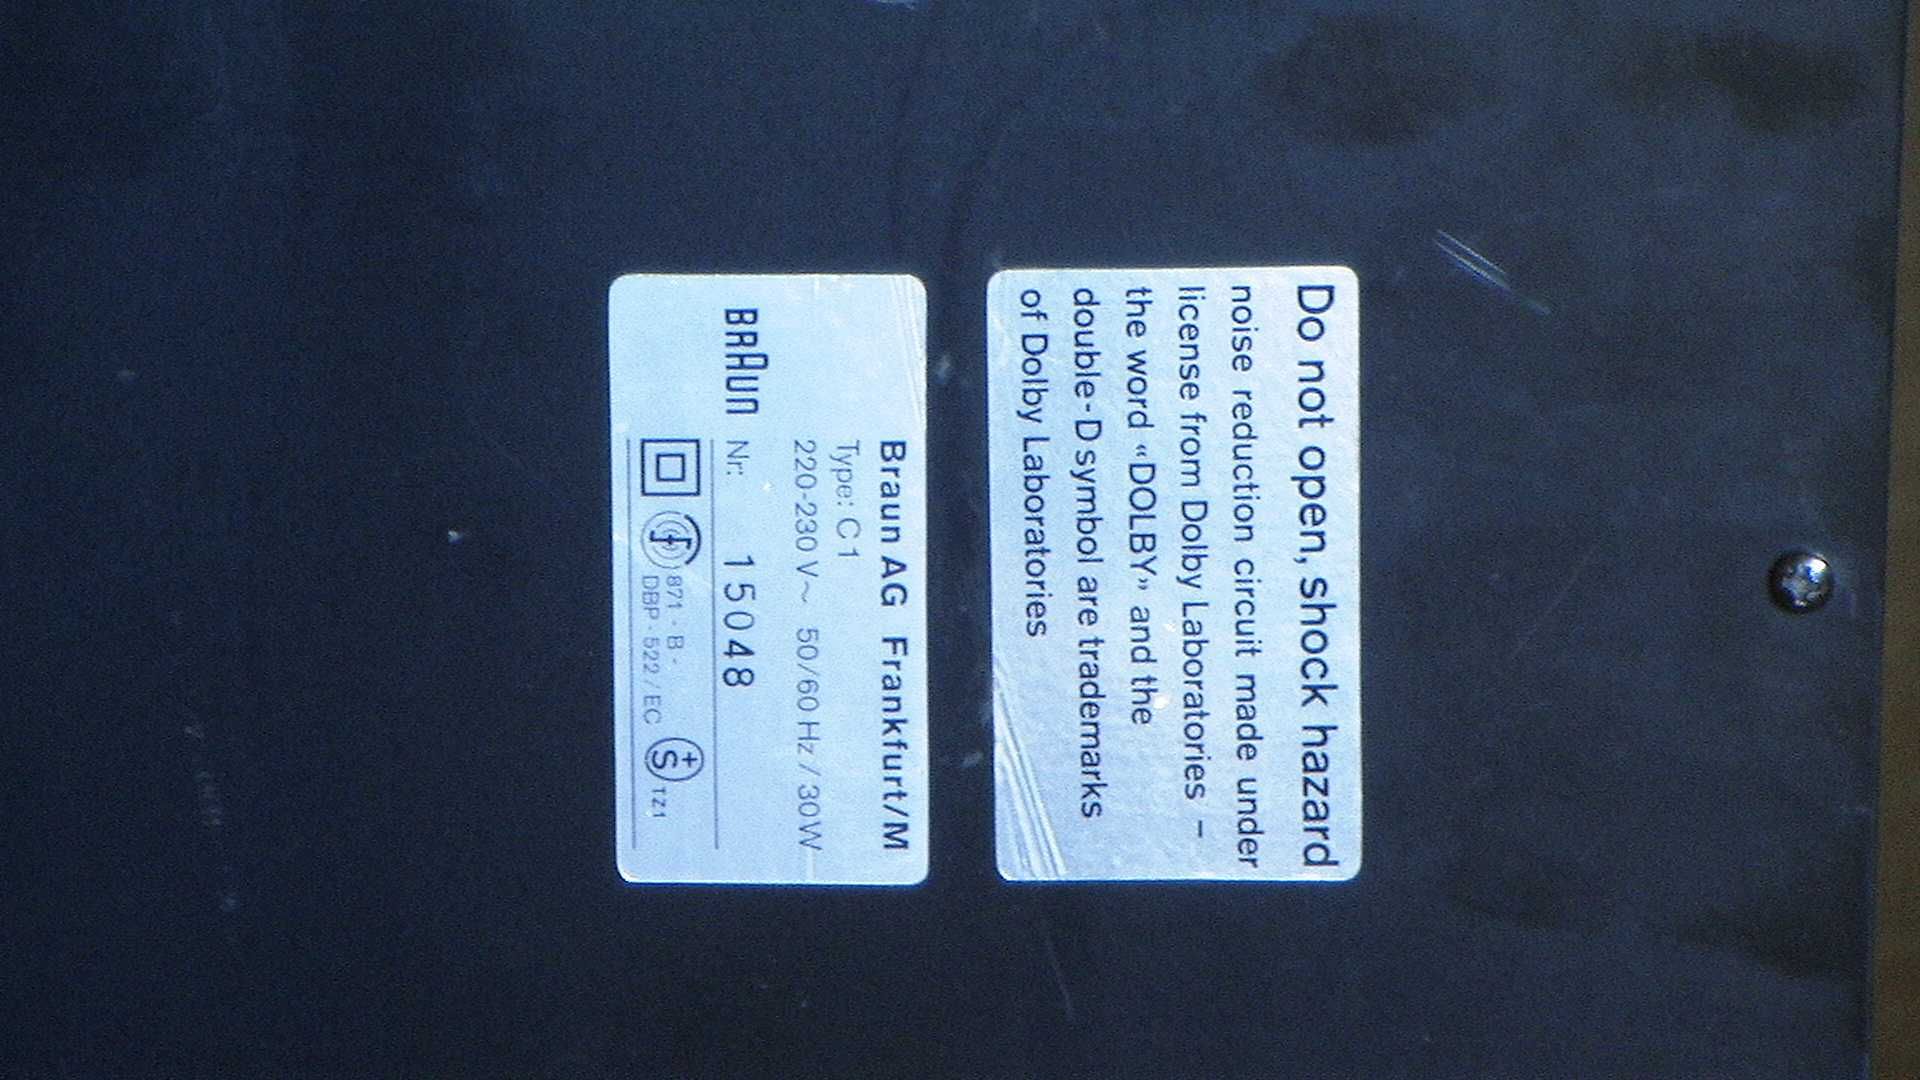 Do not open, shock hazard
noise reduction circuit made under
license from Dolby Laboratories –
the word «DOLBY» and the
double-D symbol are trademarks
of Dolby Laboratories
Braun AG Frankfurt/M
Type: C1
220-230 V~ 50/60 Hz / 30W
BRAUN Nr: 15048
871 - B -
DBP - 522 / EC
+S TZ1